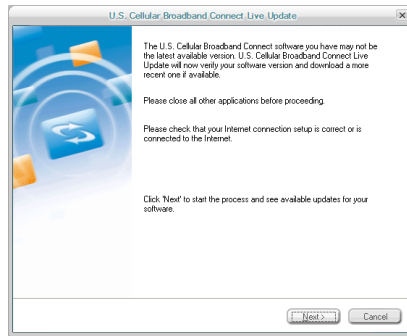 U.S. Cellular Broadband Connect Live Update
The U.S. Cellular Broadband Connect software you have may not be
the latest available version. U.S. Cellular Broadband Connect Live
Update will now verify your software version and download a more
recent one if available.
Please close all other applications before proceeding.
Please check that your Internet connection setup is correct or is
connected to the Internet.
Click 'Next' to start the process and see available updates for your
software.
Next >
Cancel